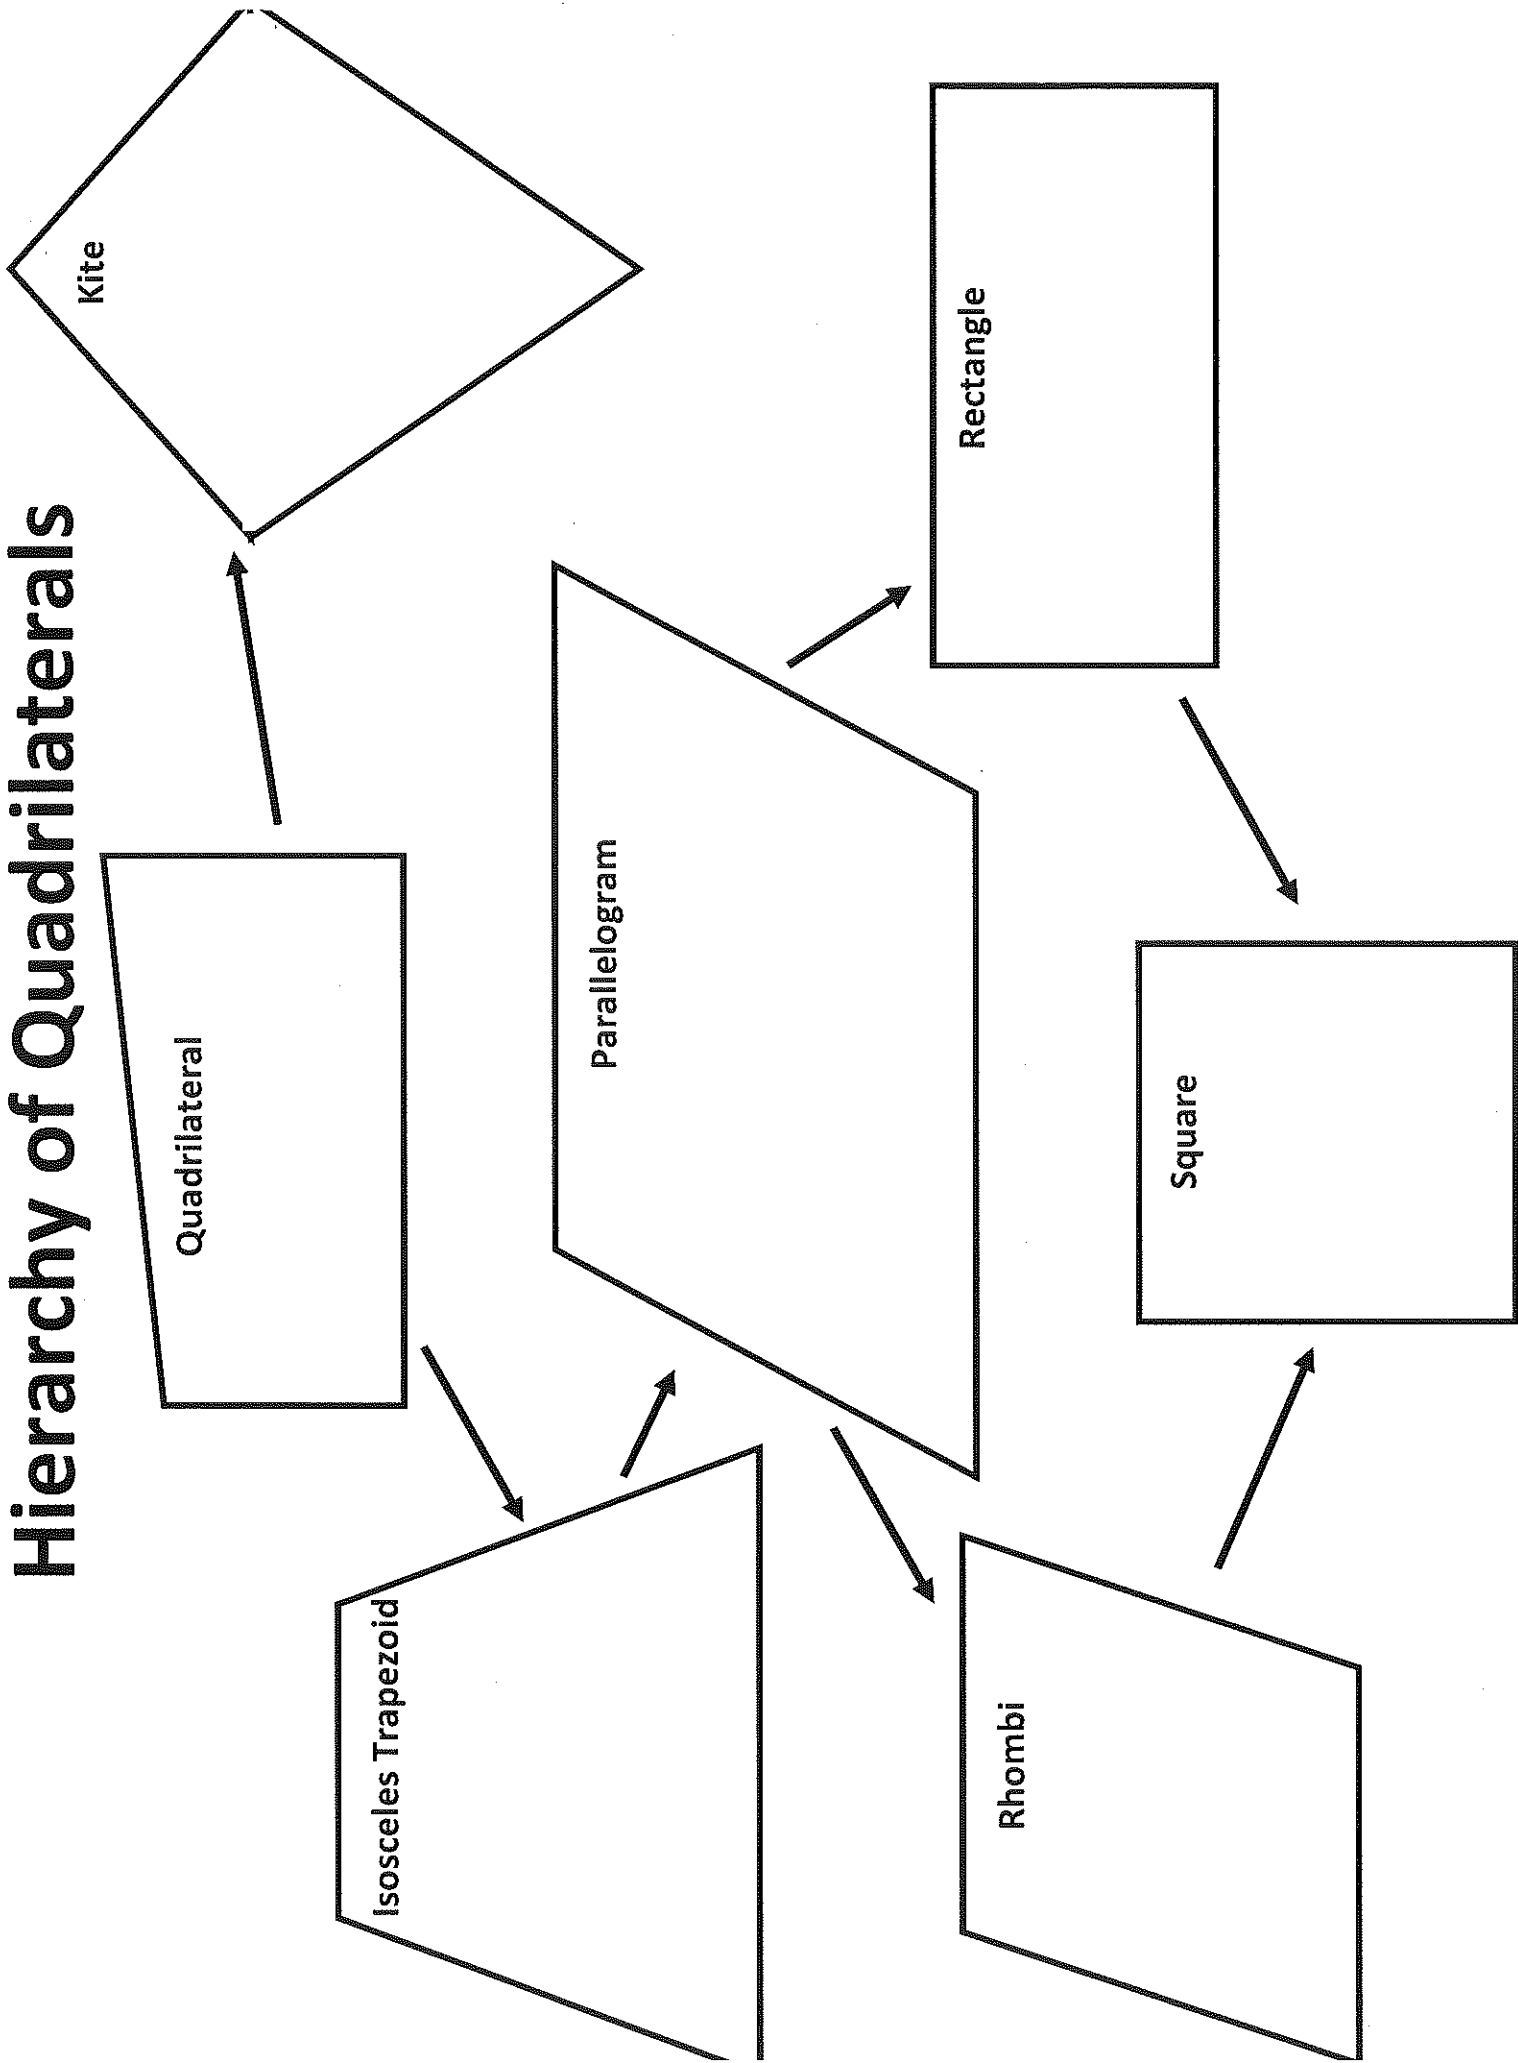 Hierarchy of Quadrilaterals
Quadrilateral
Kite
Isosceles Trapezoid
Parallelogram
Rhombi
Rectangle
Square